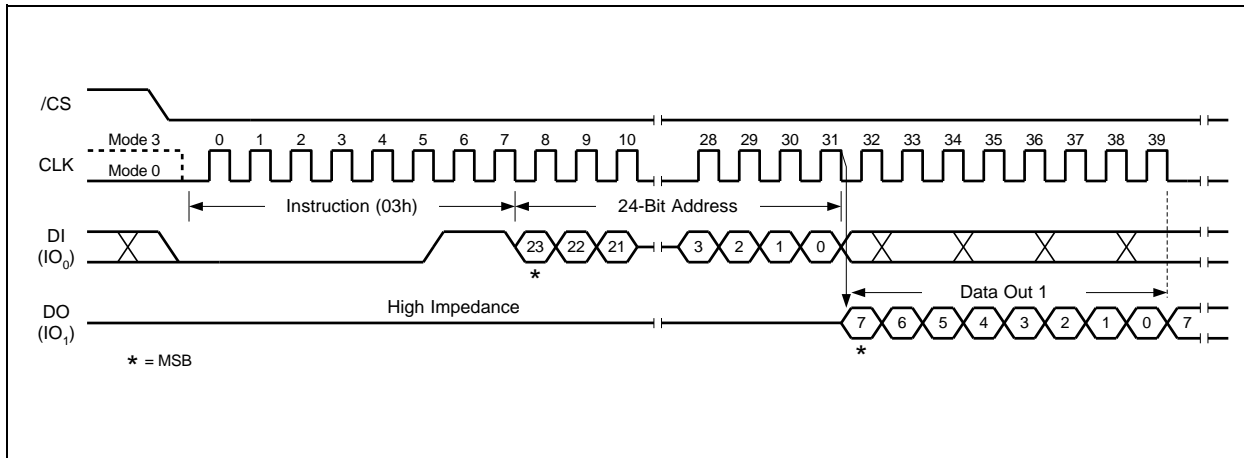 /CS
Mode 3 0 1 2 3 4 5 6 7 8 9 10 28 29 30 31 32 33 34 35 36 37 38 39
CLK Mode 0
Instruction (03h) 24-Bit Address
DI
(IO0) 23 22 21 3 2 1 0
*
Data Out 1
High Impedance
DO
(IO1) 7 6 5 4 3 2 1 0 7
*
* = MSB